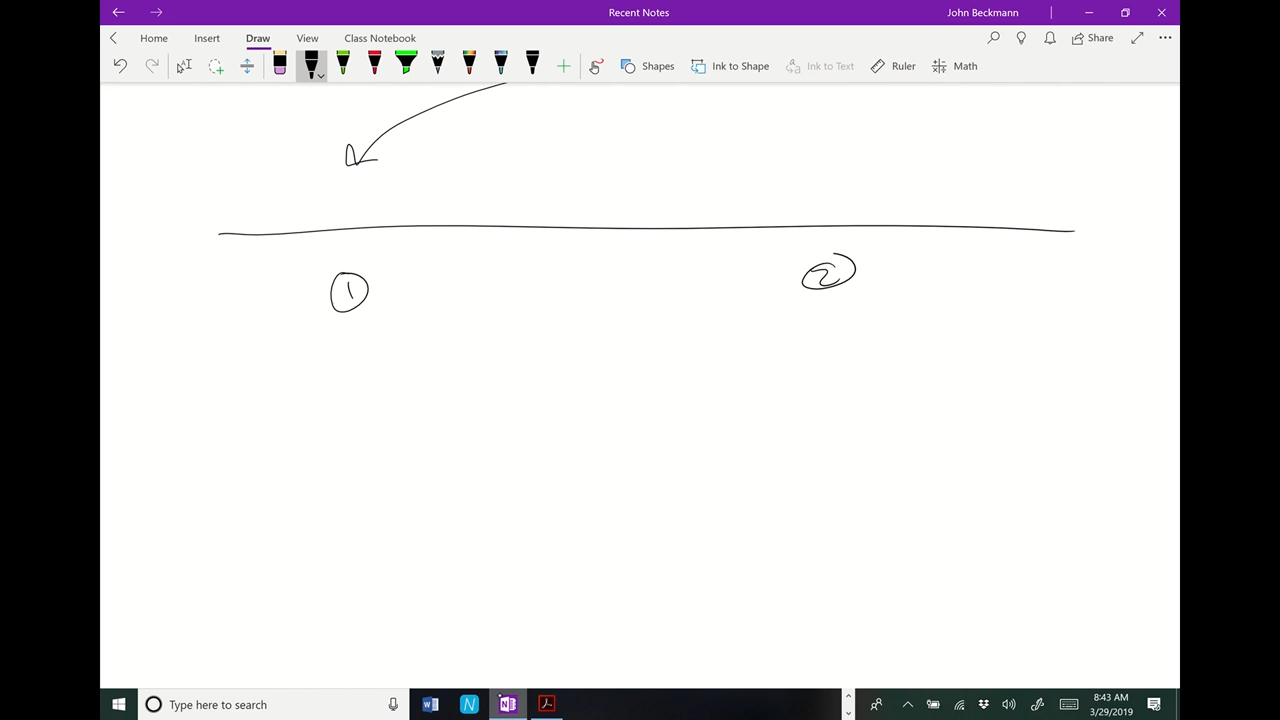 Recent Notes
John Beckmann
Home Insert Draw View Class Notebook
Share
Shapes Ink to Shape Ink to Text Ruler Math
1
2
Type here to search
8:43 AM
3/29/2019